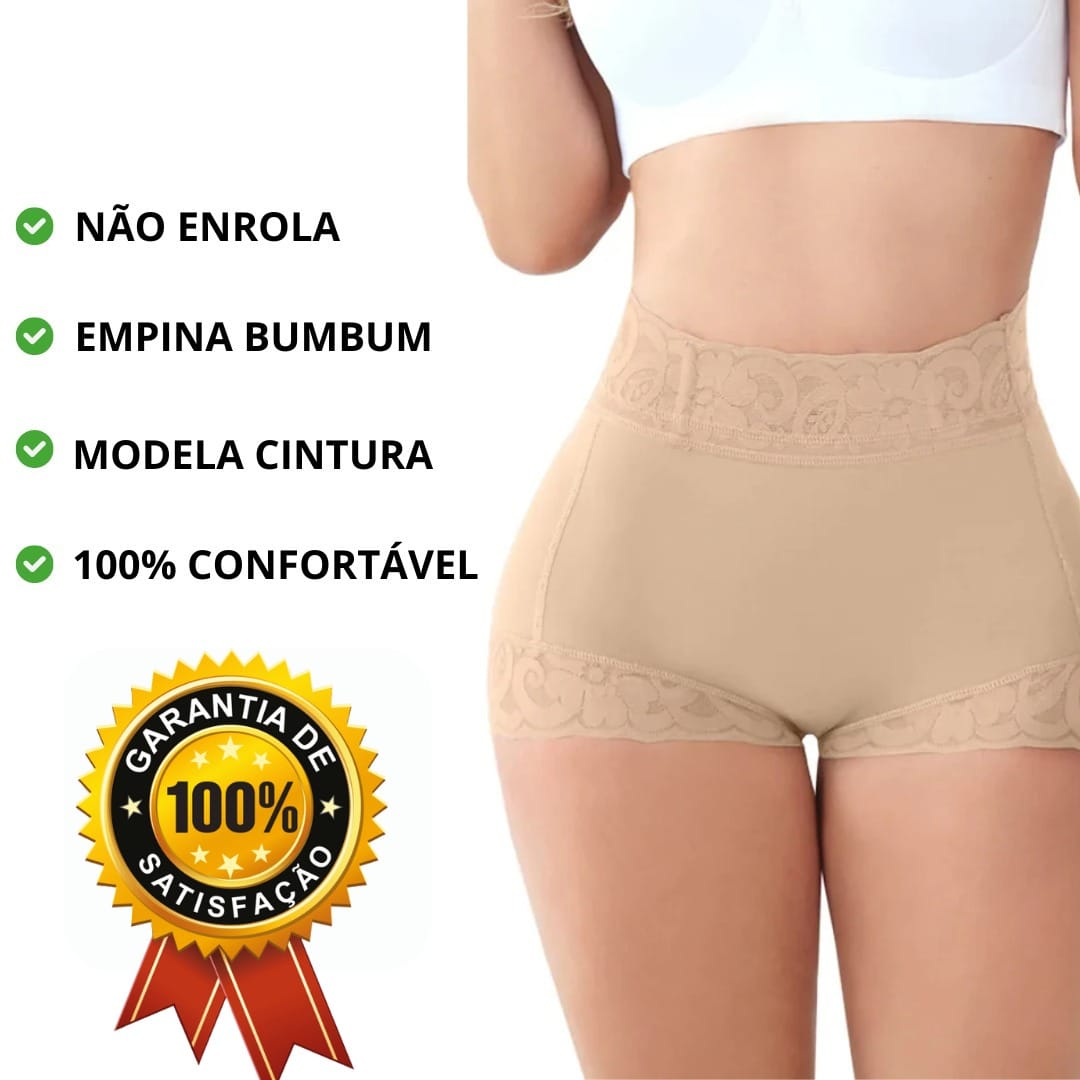 NÃO ENROLA
EMPINA BUMBUM
MODELA CINTURA
100% CONFORTÁVEL
GARANTIA DE
100%
SATISFAÇÃO